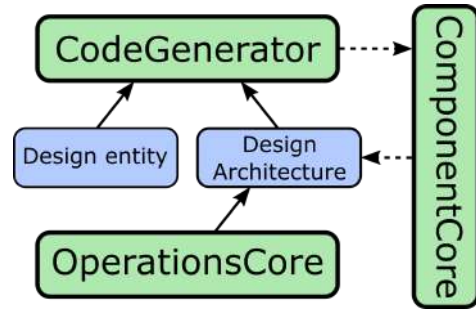 CodeGenerator
Design entity
Design
Architecture
OperationsCore
ComponentCore